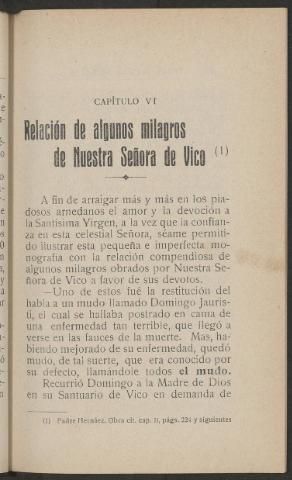 CAPÍTULO VI
Relación de algunos milagros
de Nuestra Señora de Vico (1)
A fin de arraigar más y más en los pia-
dosos arnedanos el amor y la devoción a
la Santísima Virgen, a la vez que la confian-
za en esta celestial Señora, séame permiti-
do ilustrar esta pequeña e imperfecta mo-
nografía con la relación compendiosa de
algunos milagros obrados por Nuestra Se-
ñora de Vico a favor de sus devotos.
—Uno de estos fué la restitución del
habla a un mudo llamado Domingo Jauris-
ti, el cual se hallaba postrado en cama de
una enfermedad tan terrible, que llegó a
verse en las fauces de la muerte. Mas, ha-
biendo mejorado de su enfermedad, quedó
mudo, de tal suerte, que era conocido por
su defecto, llamándole todos el mudo.
Recurrió Domingo a la Madre de Dios
en su Santuario de Vico en demanda de
(1) Padre Hernáez. Obra cit. cap. II, págs. 224 y siguientes